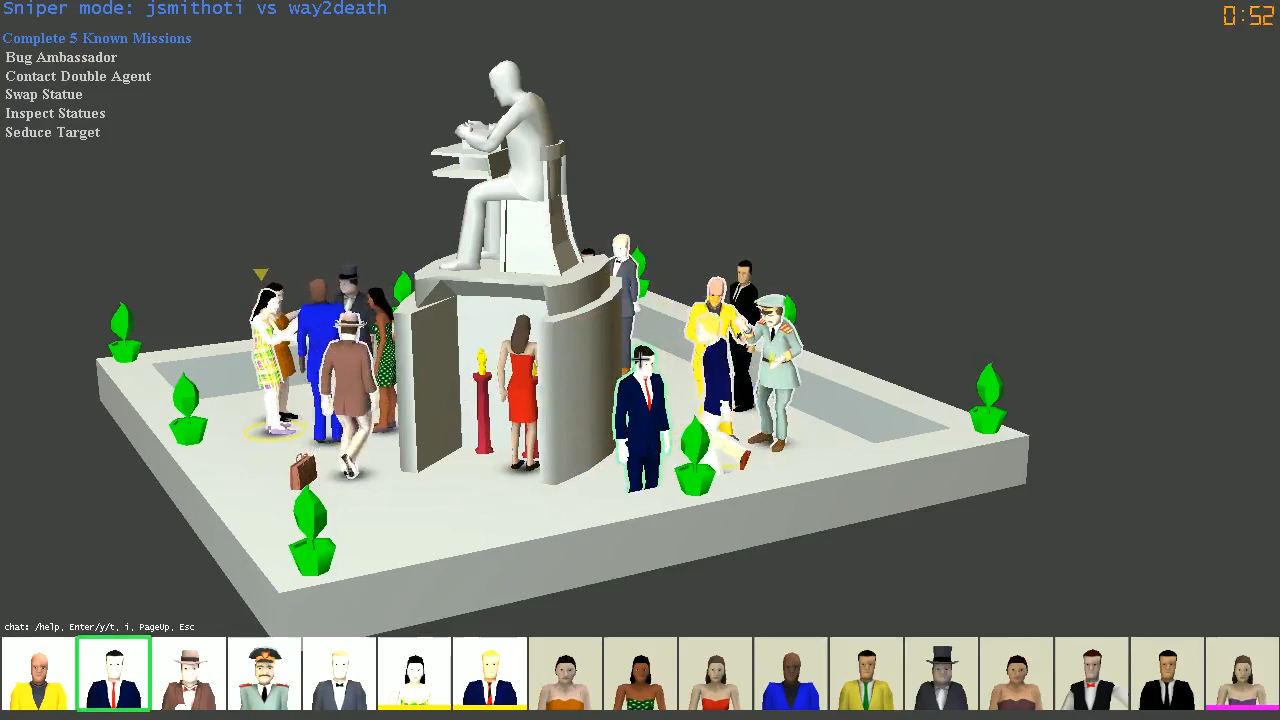 Sniper mode: jsmithoti vs way2death
0:52
Complete 5 Known Missions
Bug Ambassador
Contact Double Agent
Swap Statue
Inspect Statues
Seduce Target
chat: /help, Enter/y/t, i, PageUp, Esc